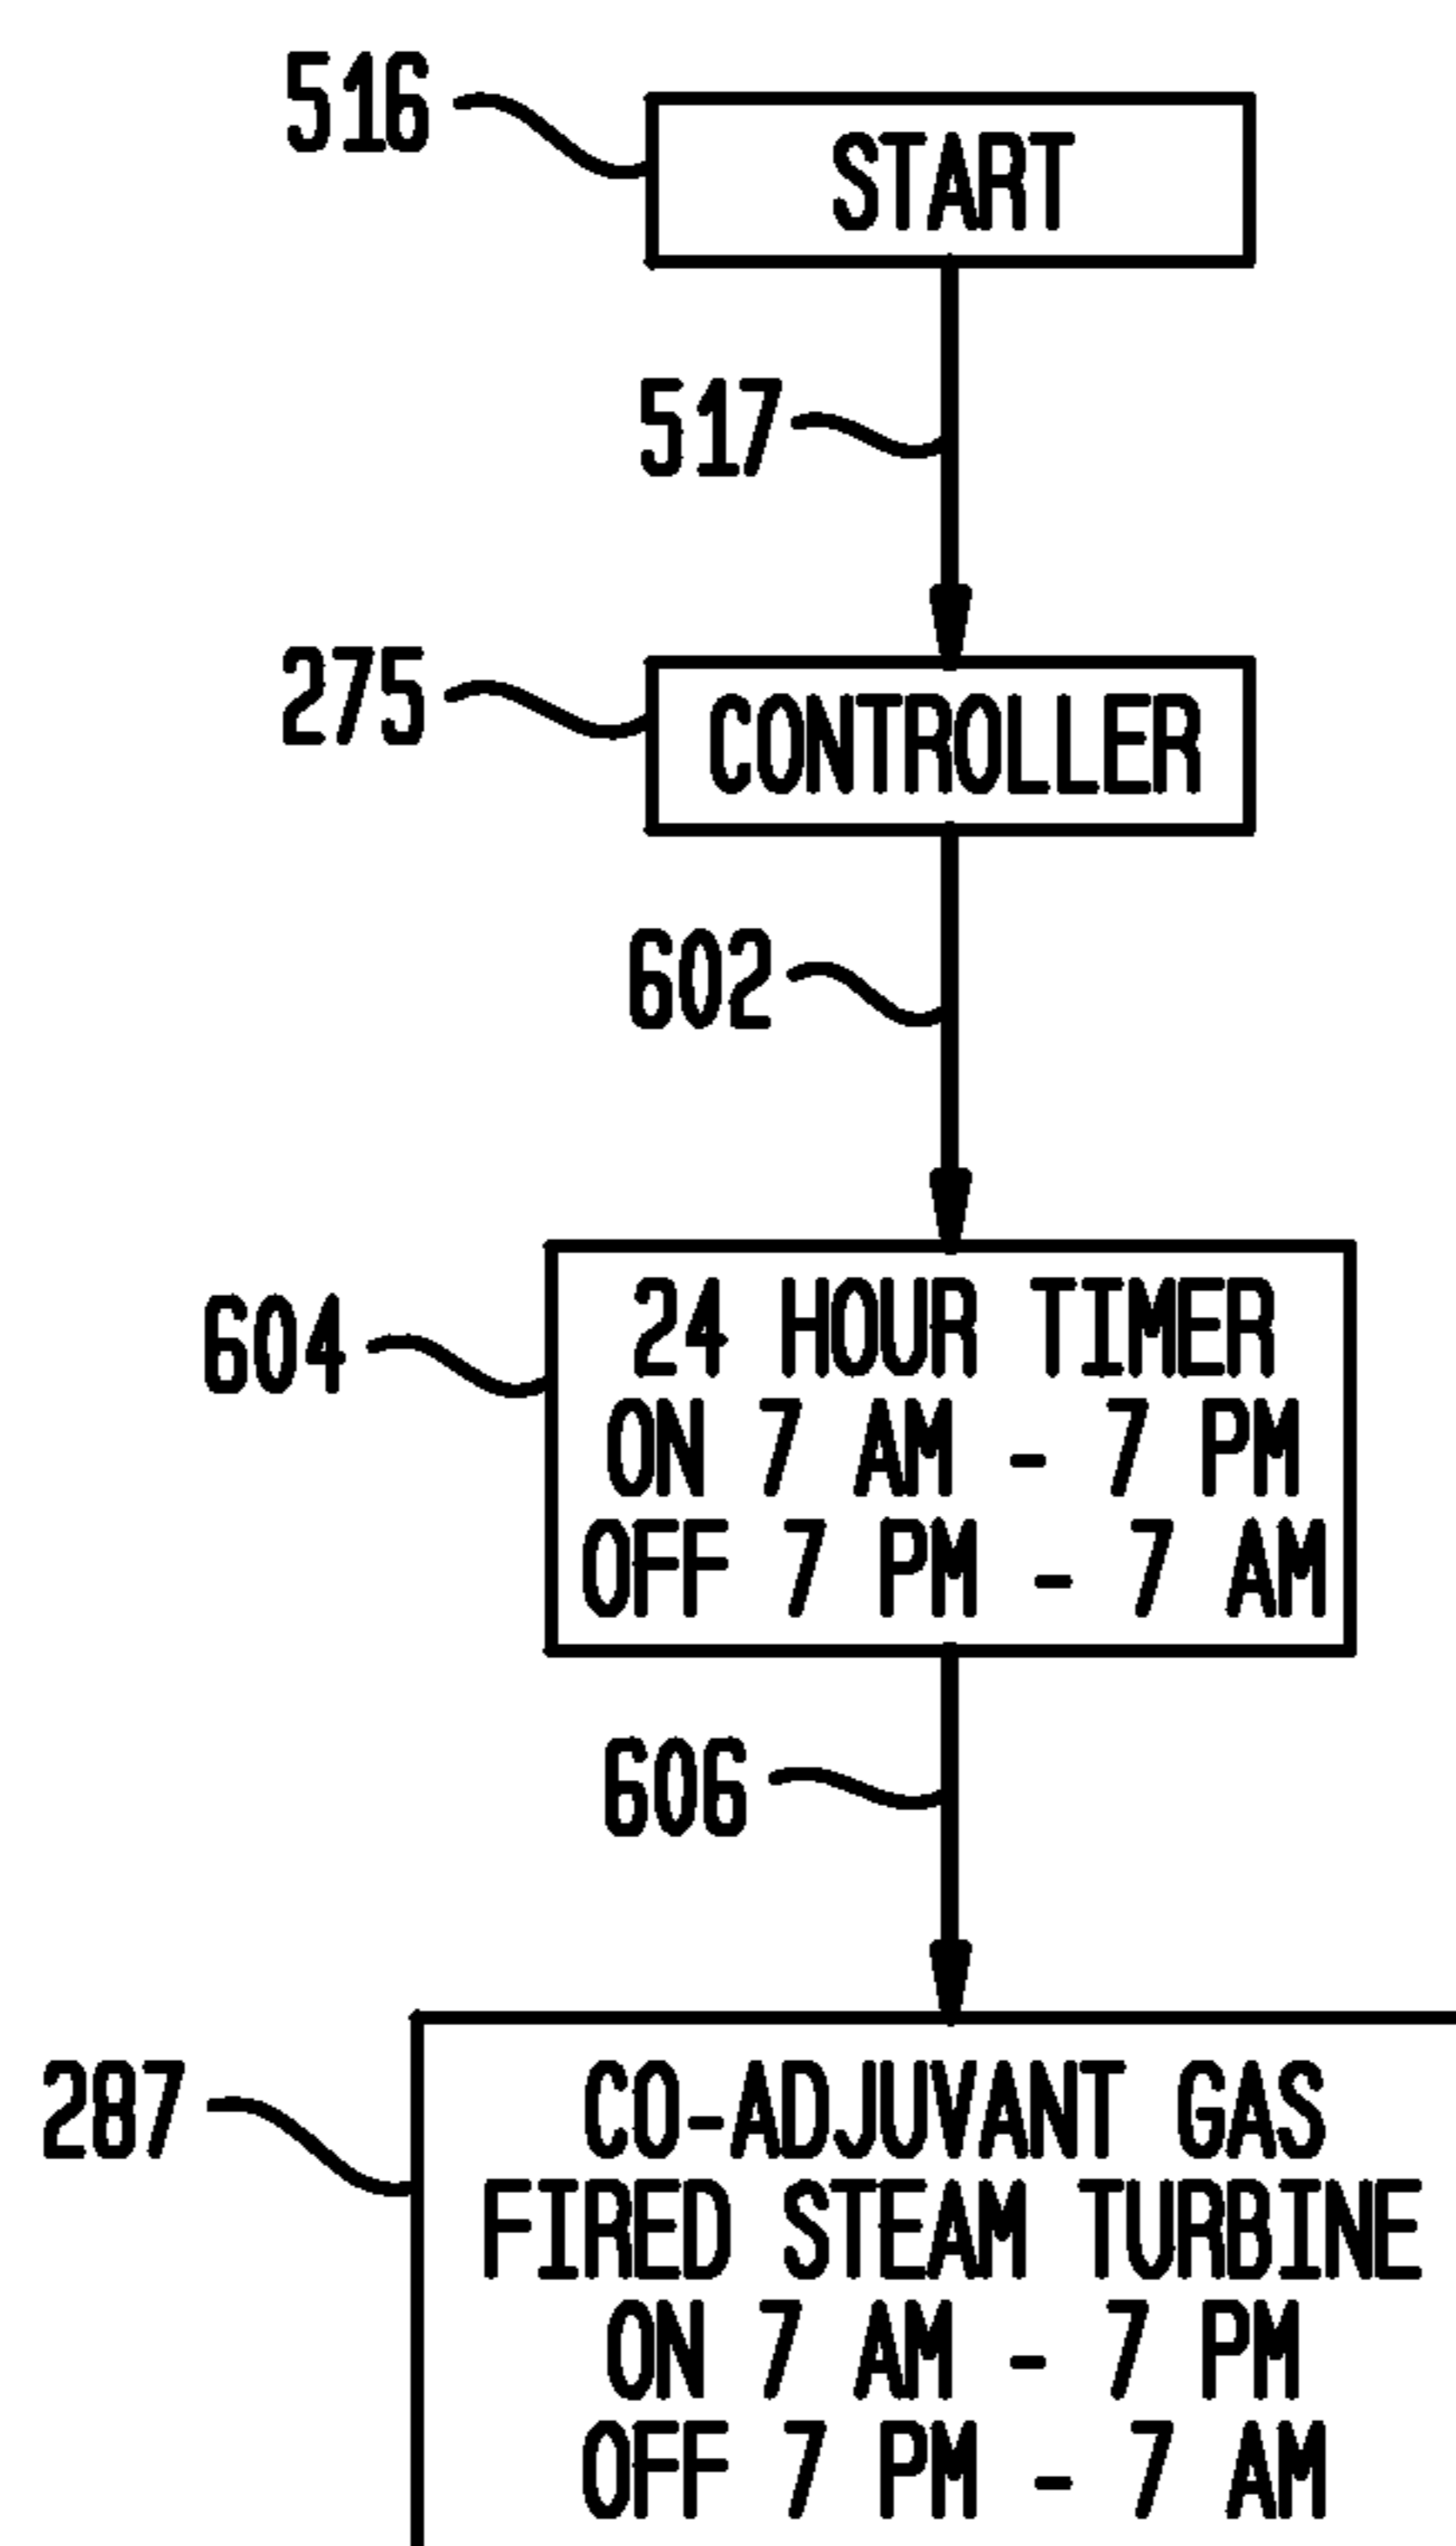 516
START
517
275
CONTROLLER
602
604
24 HOUR TIMER
ON 7 AM - 7 PM
OFF 7 PM - 7 AM
606
287
CO-ADJUVANT GAS
FIRED STEAM TURBINE
ON 7 AM - 7 PM
OFF 7 PM - 7 AM